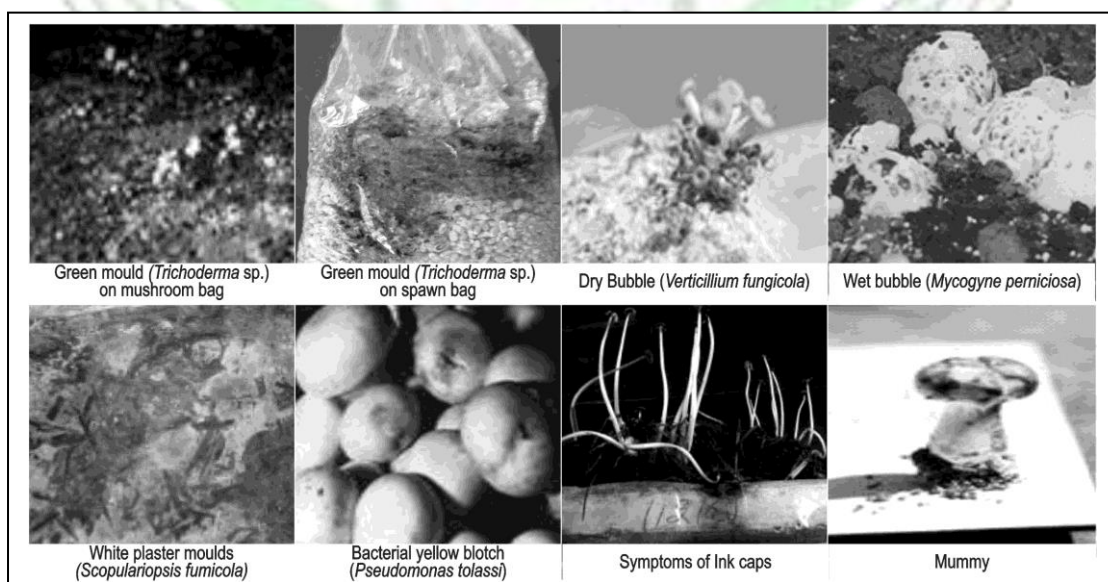 Green mould (Trichoderma sp.)
on mushroom bag
Green mould (Trichoderma sp.)
on spawn bag
Dry Bubble (Verticillium fungicola)
Wet bubble (Mycogyne perniciosa)
White plaster moulds
(Scopulariopsis fumicola)
Bacterial yellow blotch
(Pseudomonas tolassi)
Symptoms of Ink caps
Mummy